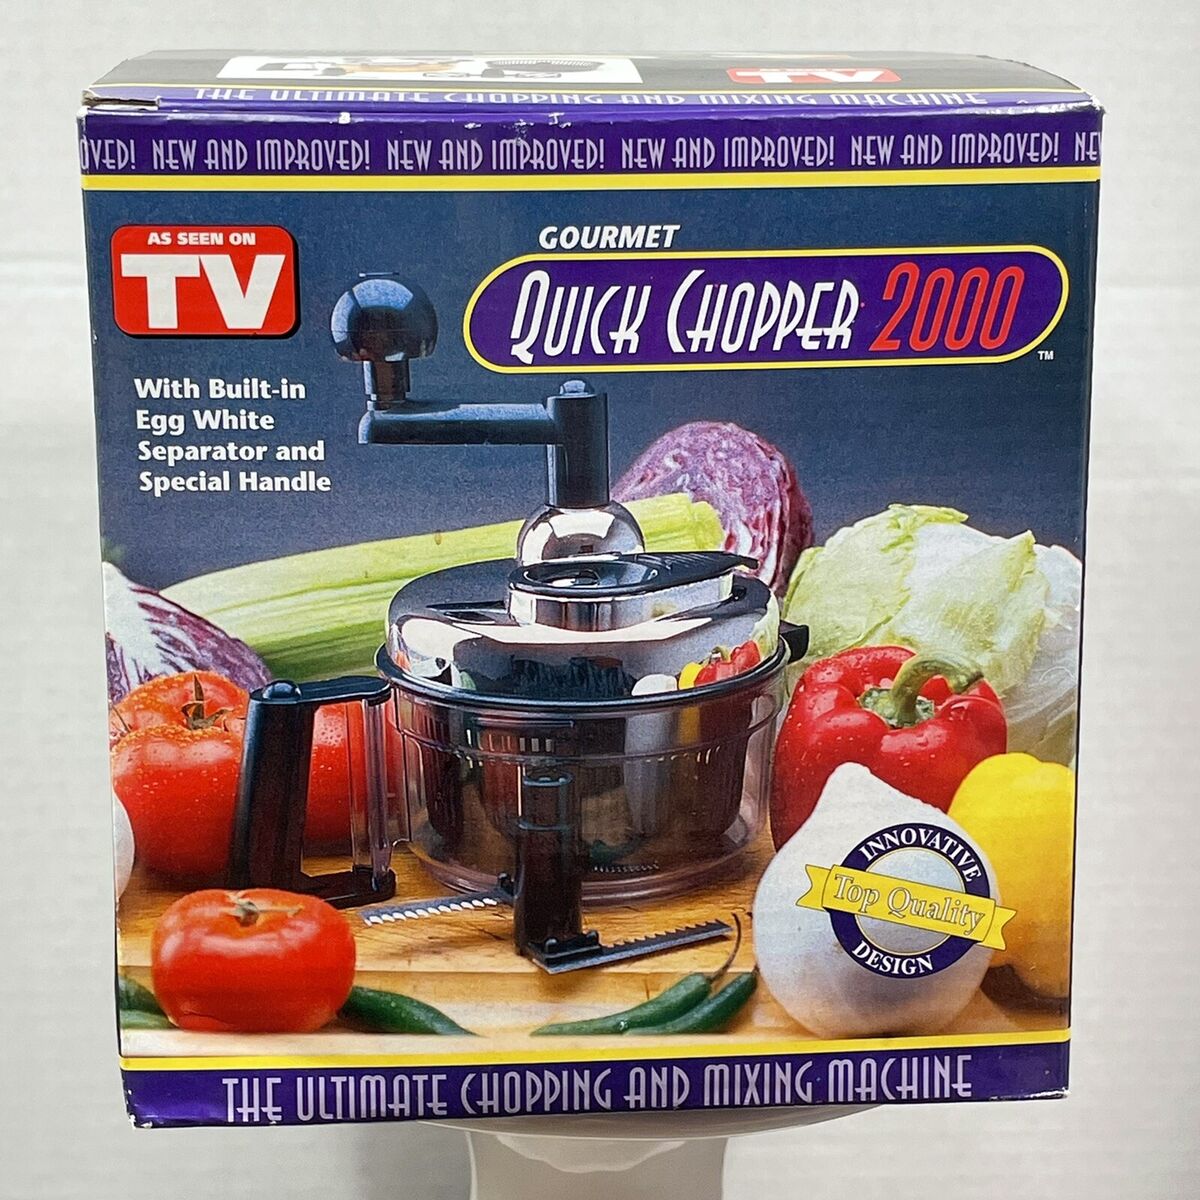 THE ULTIMATE CHOPPING AND MIXING MACHINE
OVED! NEW AND IMPROVED! NEW AND IMPROVED! NEW AND IMPROVED! NEW AND IMPROVED! NE
AS SEEN ON
TV
GOURMET
QUICK CHOPPER 2000
TM
With Built-in
Egg White
Separator and
Special Handle
INNOVATIVE
Top Quality
DESIGN
THE ULTIMATE CHOPPING AND MIXING MACHINE